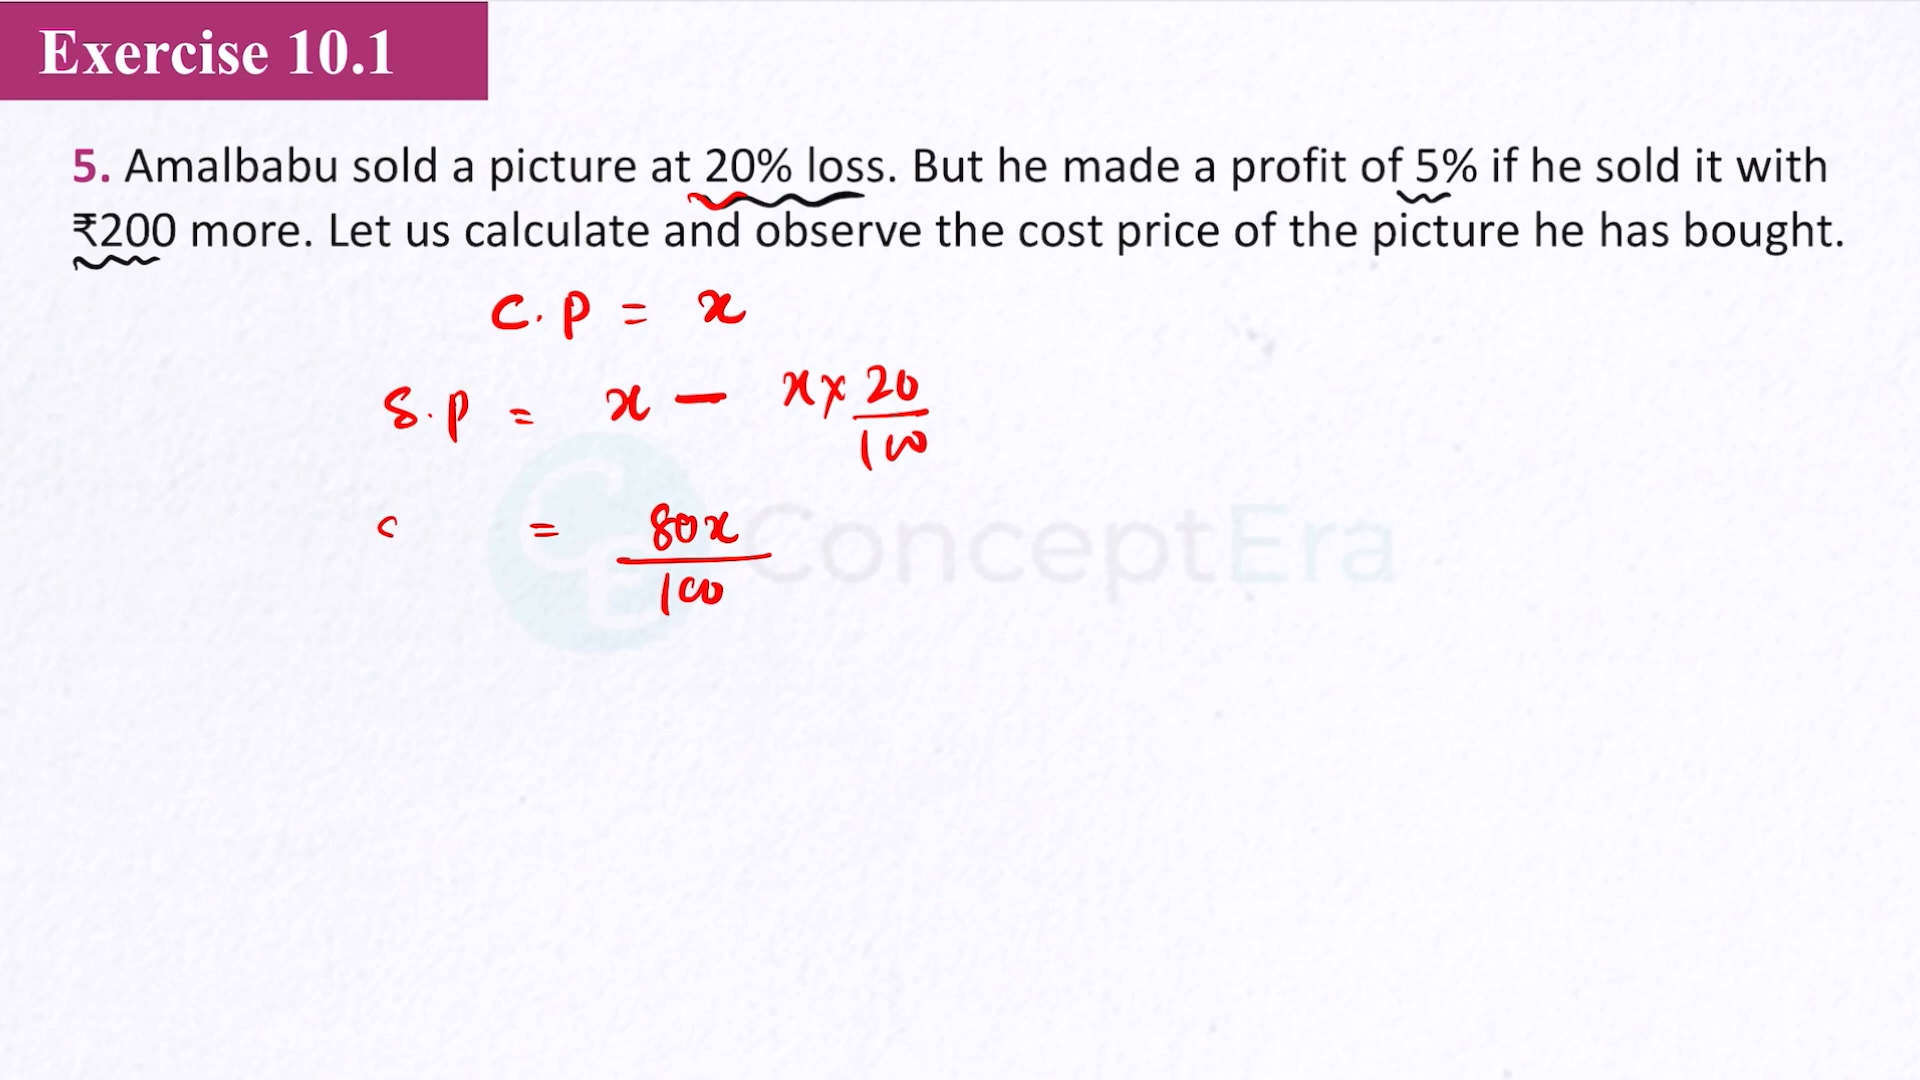 Exercise 10.1
5. Amalbabu sold a picture at 20% loss. But he made a profit of 5% if he sold it with
₹200 more. Let us calculate and observe the cost price of the picture he has bought.
C.P = x
S.P = x - x × 20/100
= 80x/100
ConceptEra